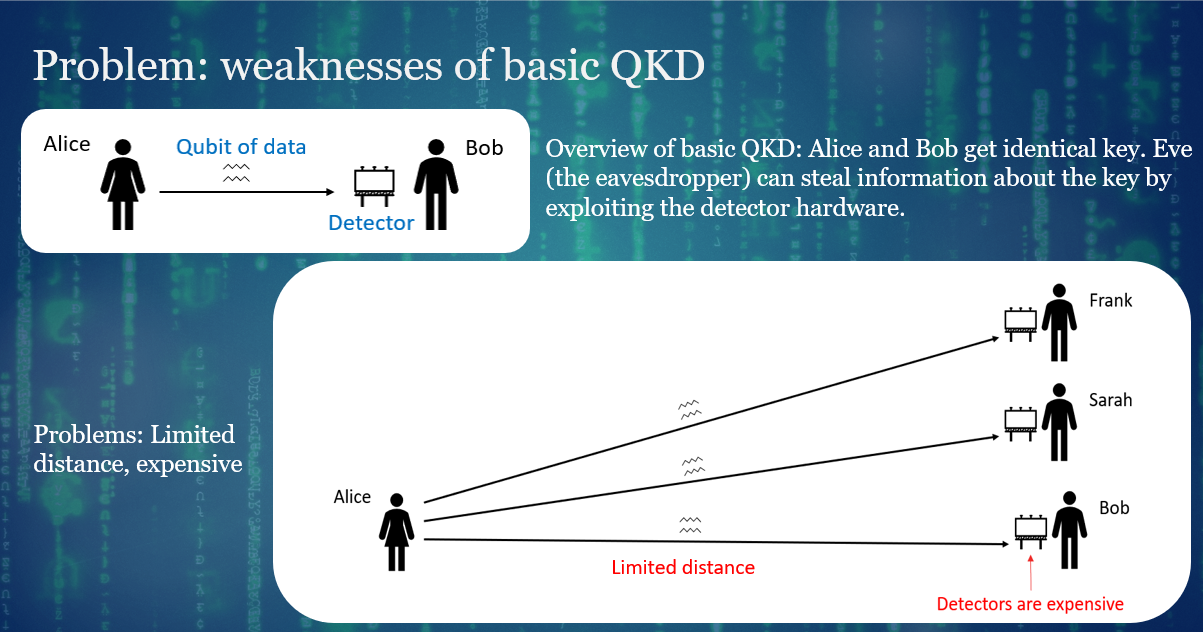 Problem: weaknesses of basic QKD
Alice
Qubit of data
Bob
Detector
Overview of basic QKD: Alice and Bob get identical key. Eve
(the eavesdropper) can steal information about the key by
exploiting the detector hardware.
Problems: Limited
distance, expensive
Frank
Sarah
Alice
Bob
Limited distance
Detectors are expensive